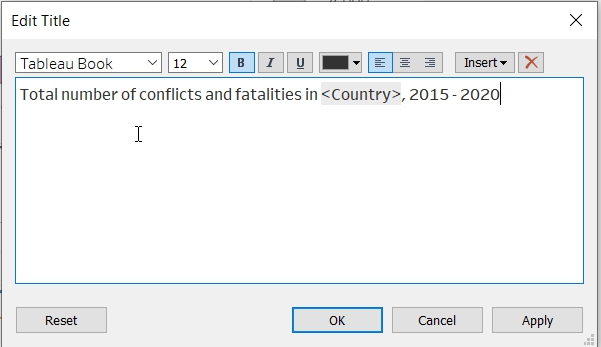 Edit Title
Tableau Book 12 B I U Insert
Total number of conflicts and fatalities in <Country>, 2015 - 2020
Reset OK Cancel Apply